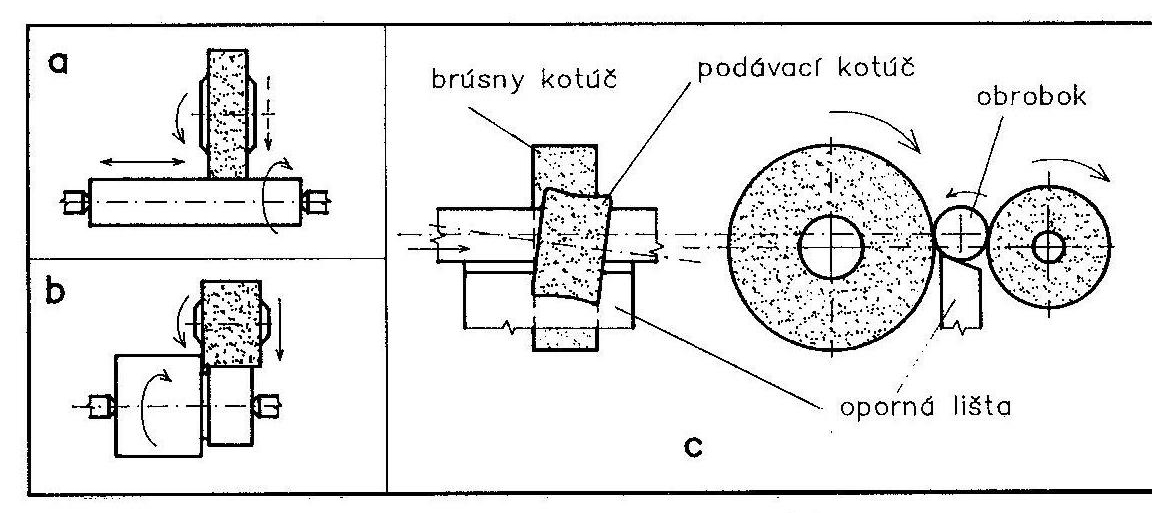 a
b
brúsny kotúč
podávací kotúč
obrobok
oporná lišta
c